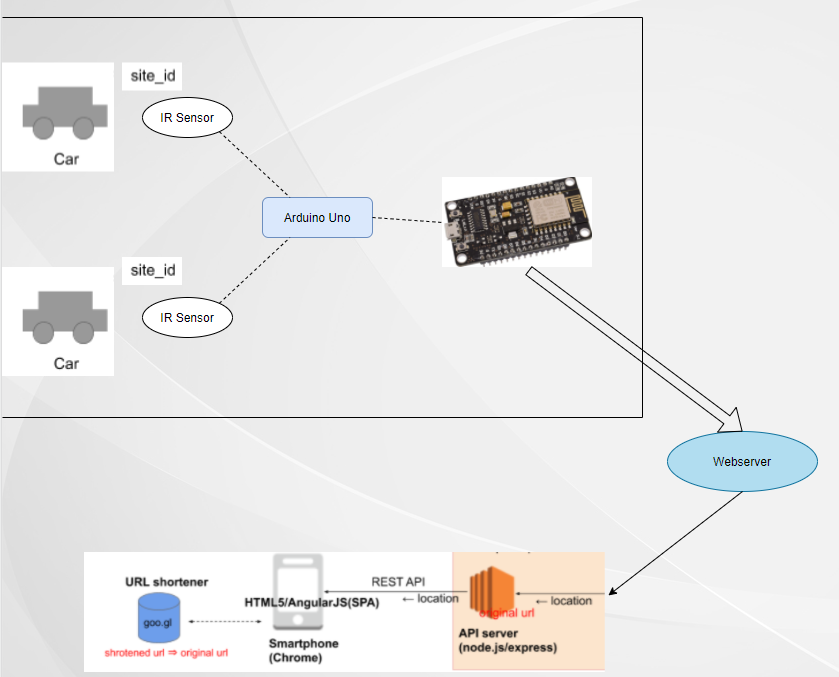 site_id
IR Sensor
Car
Arduino Uno
site_id
IR Sensor
Car
Webserver
URL shortener
goo.gl
shrotened url ⇒ original url
HTML5/AngularJS(SPA)
Smartphone
(Chrome)
REST API
← location
original url
← location
API server
(node.js/express)